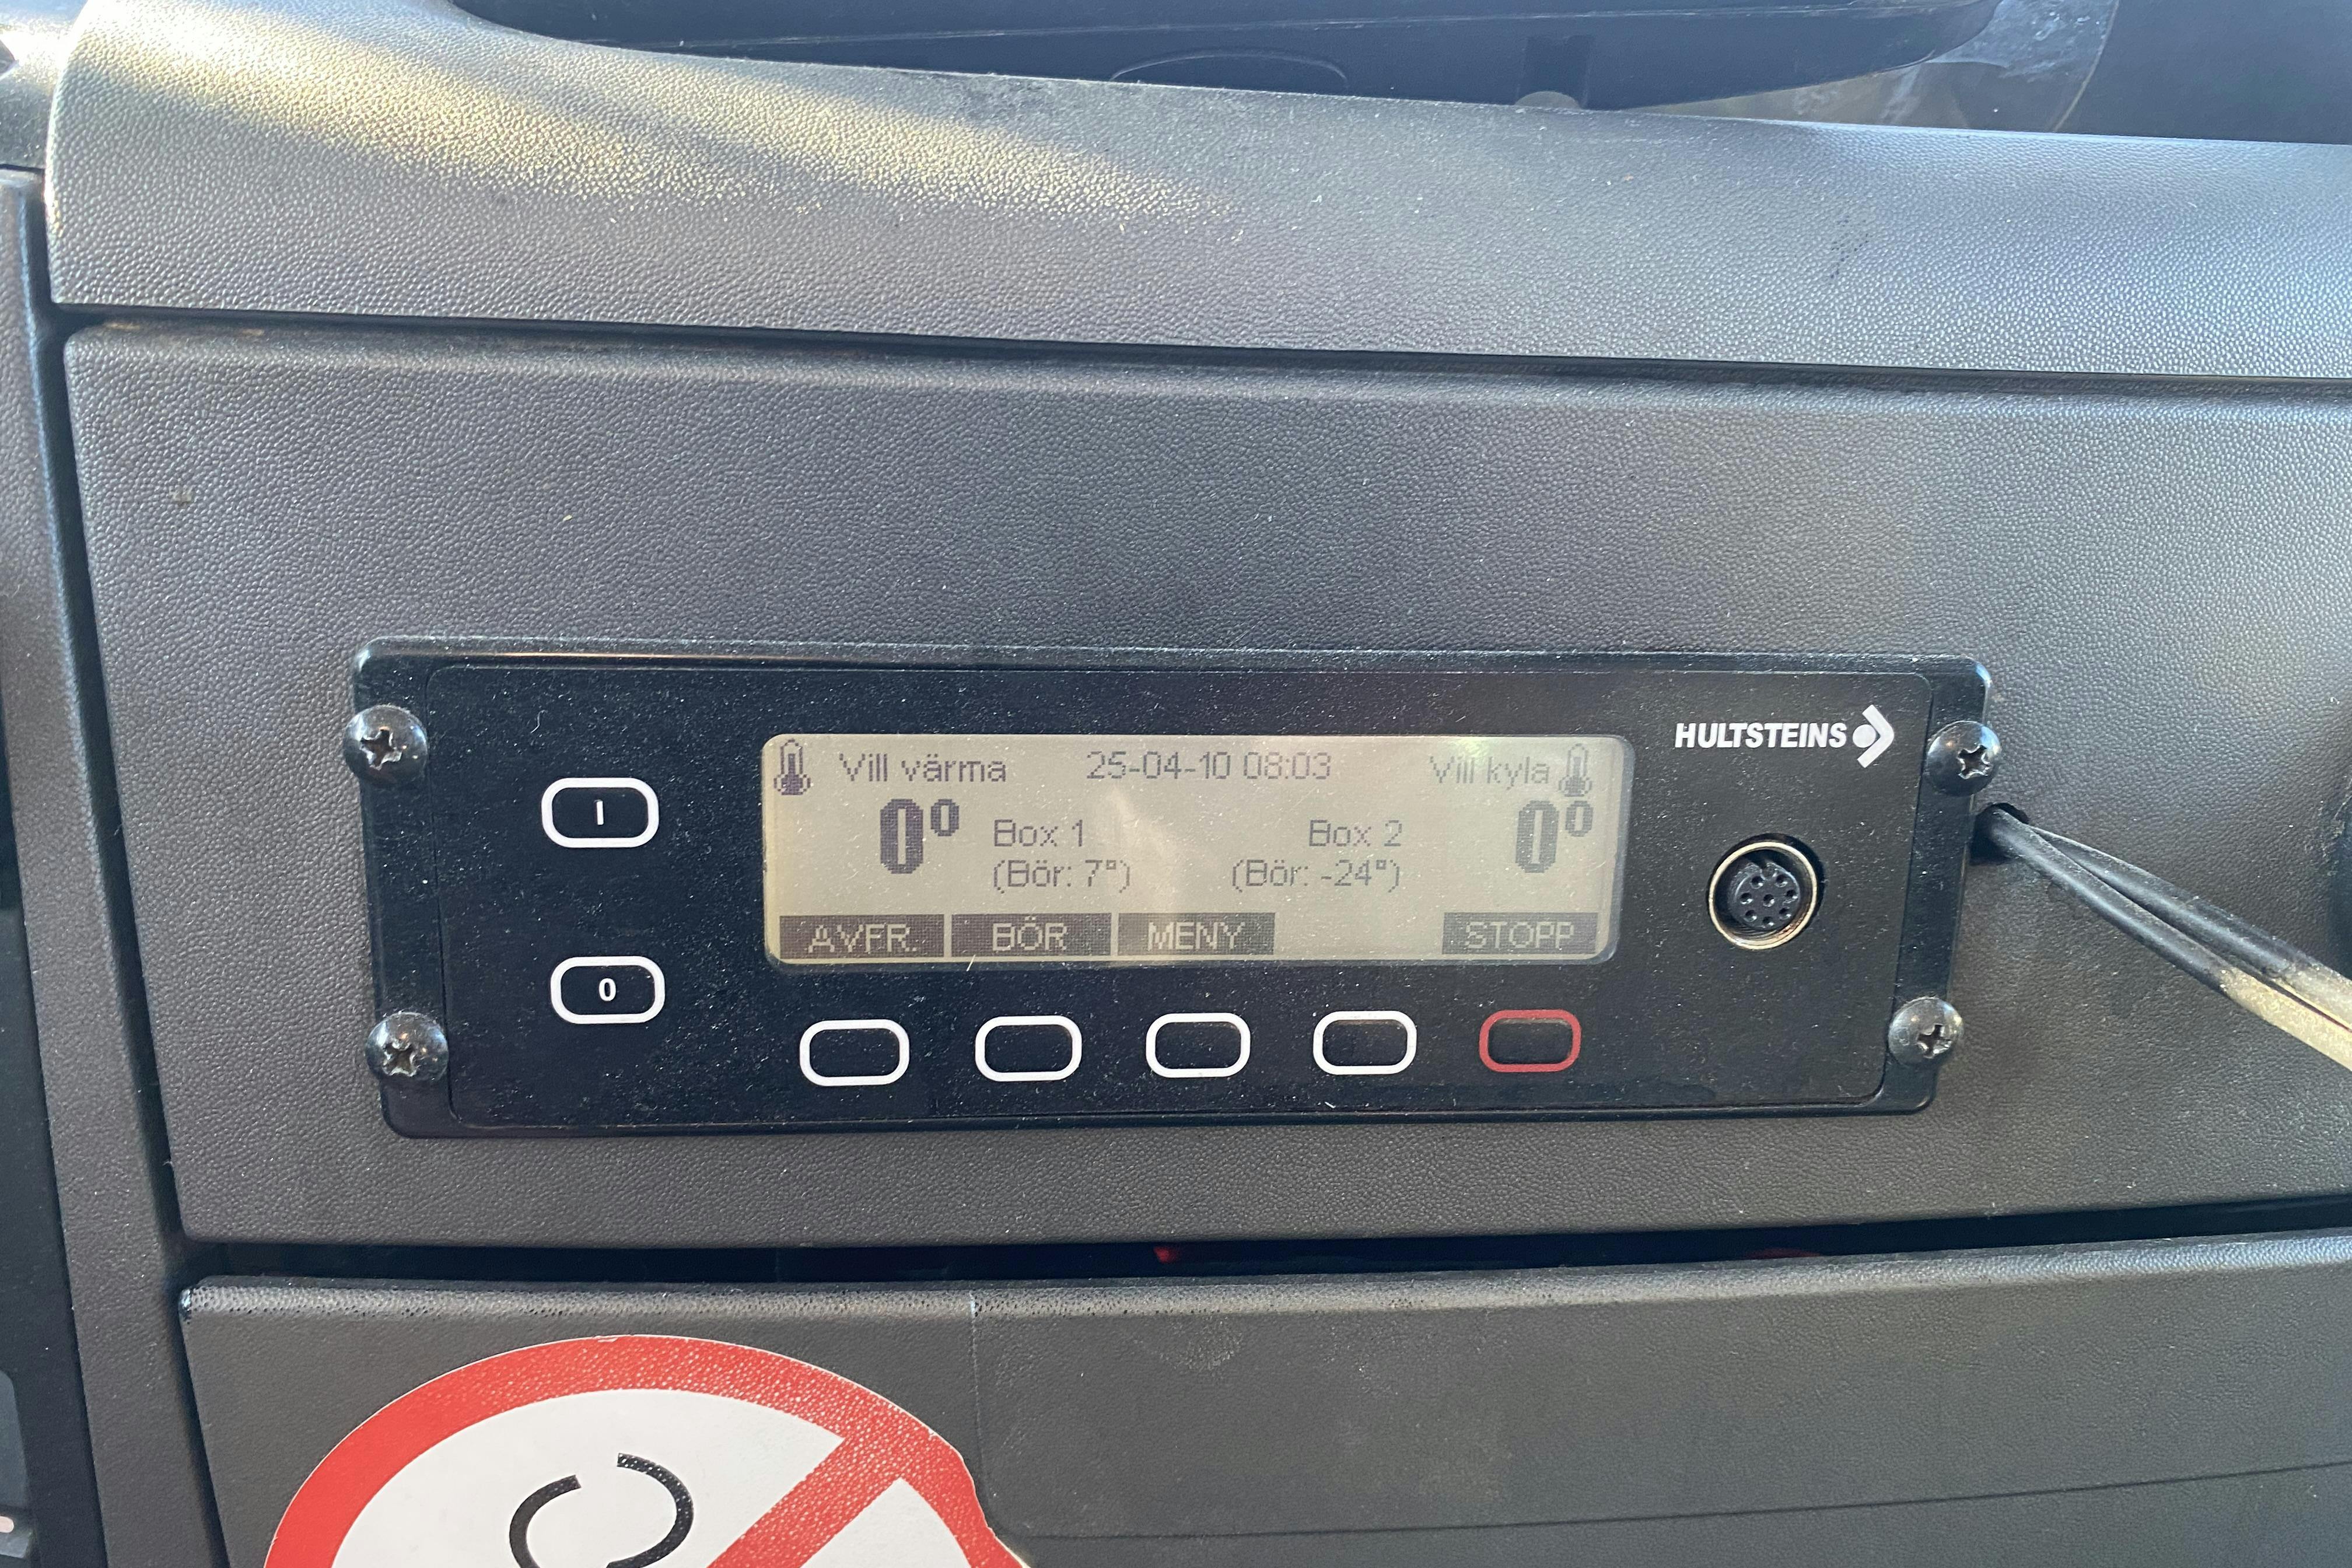 HULTSTEINS
Vill värma 25-04-10 08:03 Vill kyla
0° Box 1 Box 2 0°
(Bör: 7°) (Bör: -24°)
AVFR. BÖR MENY STOPP
I
0